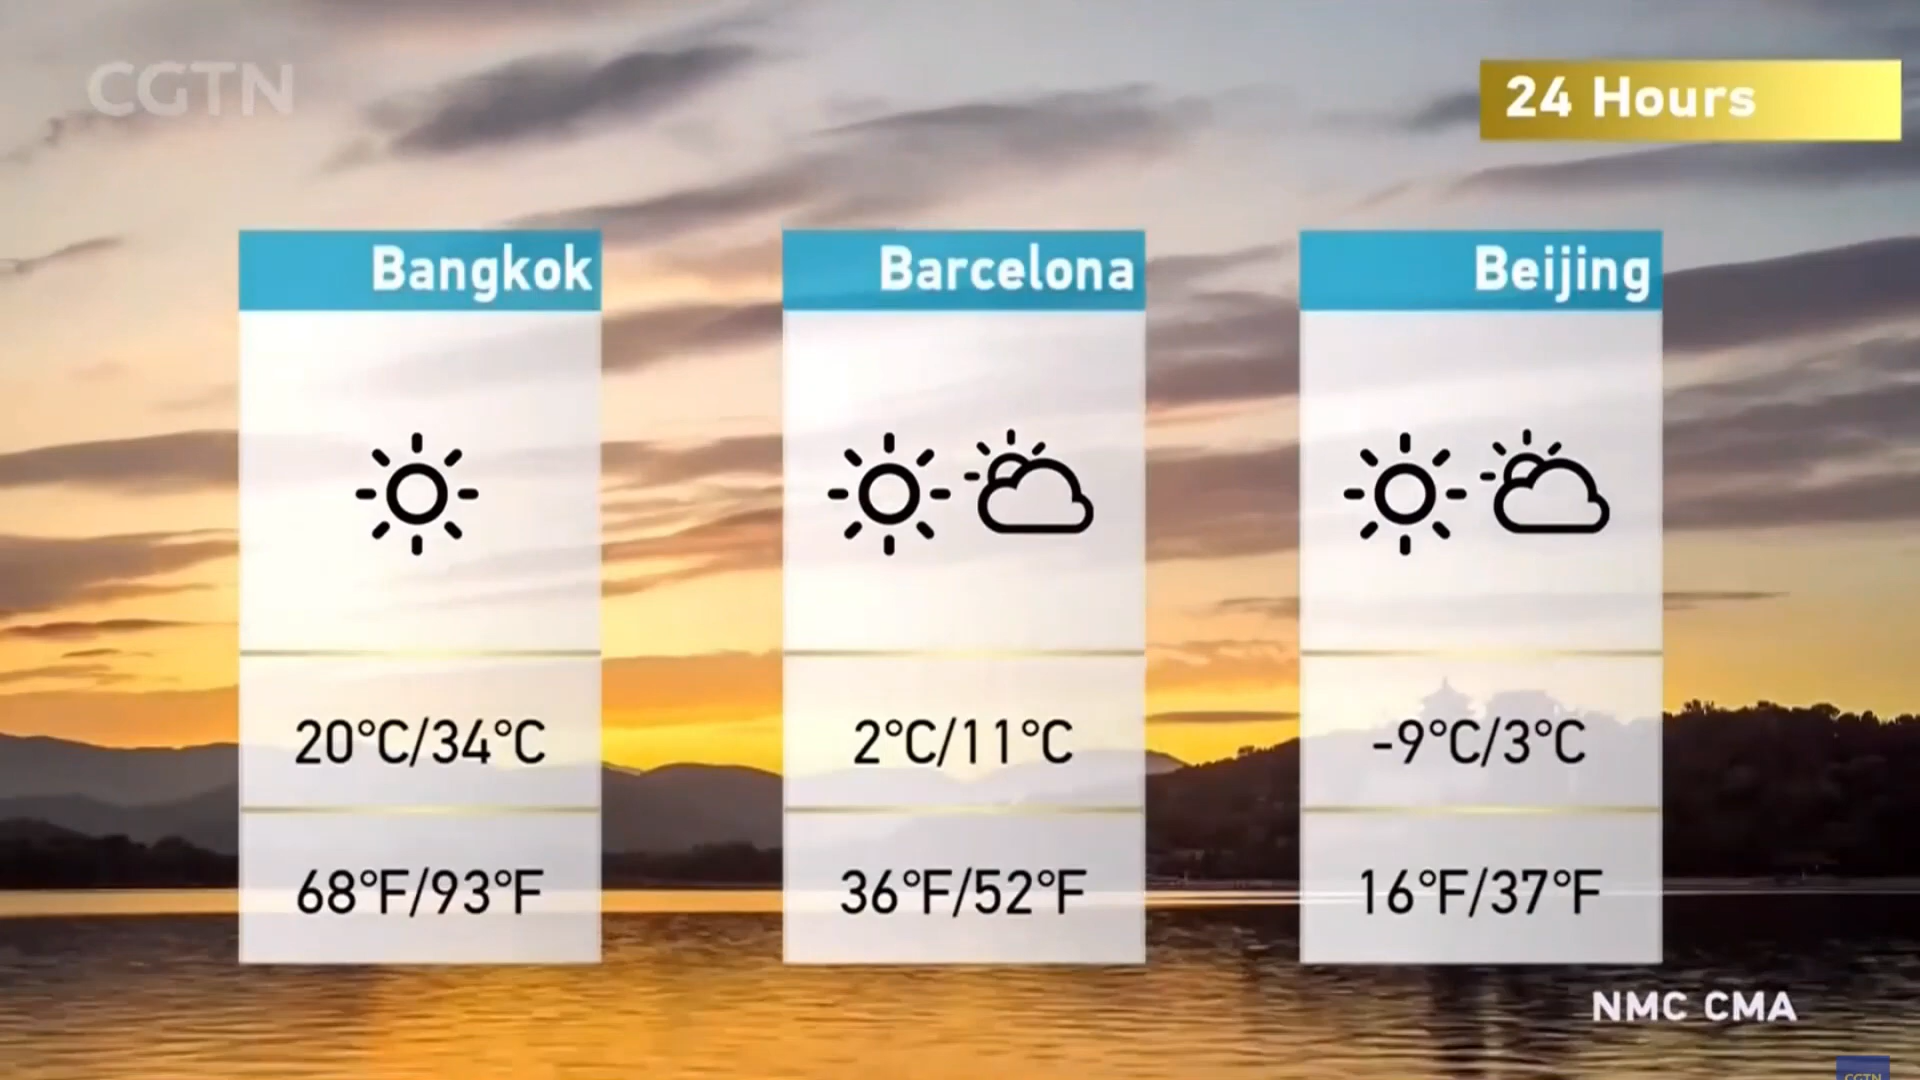 CGTN
24 Hours
Bangkok
Barcelona
Beijing
20°C/34°C
2°C/11°C
-9°C/3°C
68°F/93°F
36°F/52°F
16°F/37°F
NMC CMA
CGTN